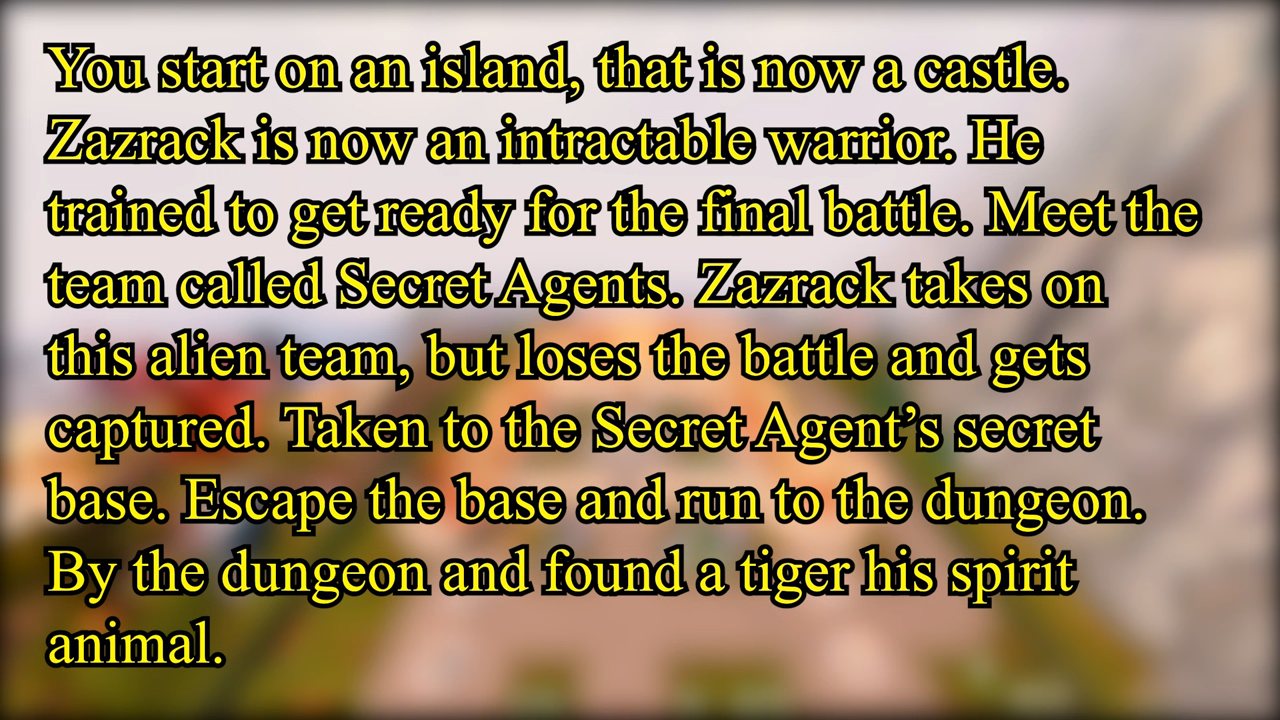 You start on an island, that is now a castle.
Zazrack is now an intractable warrior. He
trained to get ready for the final battle. Meet the
team called Secret Agents. Zazrack takes on
this alien team, but loses the battle and gets
captured. Taken to the Secret Agent’s secret
base. Escape the base and run to the dungeon.
By the dungeon and found a tiger his spirit
animal.